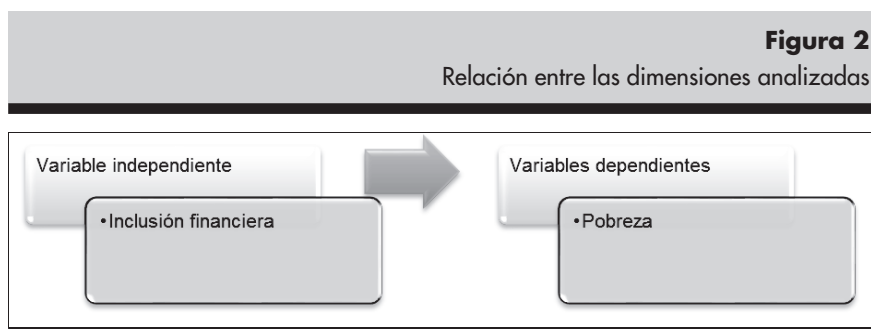 Figura 2
Relación entre las dimensiones analizadas
Variable independiente
•Inclusión financiera
Variables dependientes
•Pobreza